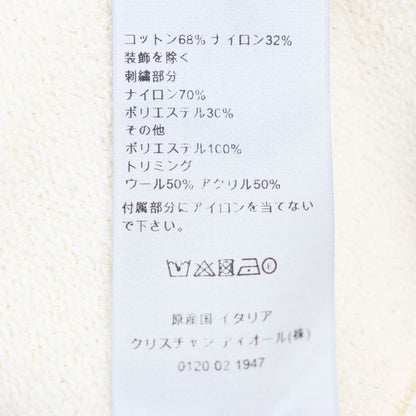 コットン68% ナイロン32%
装飾を除く
刺繍部分
ナイロン70%
ポリエステル30%
その他
ポリエステル100%
トリミング
ウール50% アクリル50%
付属部分にアイロンを当てない
で下さい。
原産国 イタリア
クリスチャン ディオール(株)
0120 02 1947